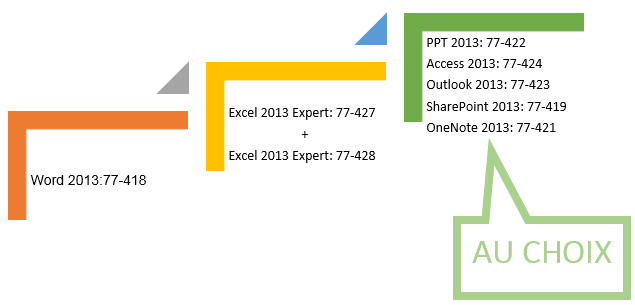 Word 2013:77-418
Excel 2013 Expert: 77-427
+
Excel 2013 Expert: 77-428
PPT 2013: 77-422
Access 2013: 77-424
Outlook 2013: 77-423
SharePoint 2013: 77-419
OneNote 2013: 77-421
AU CHOIX